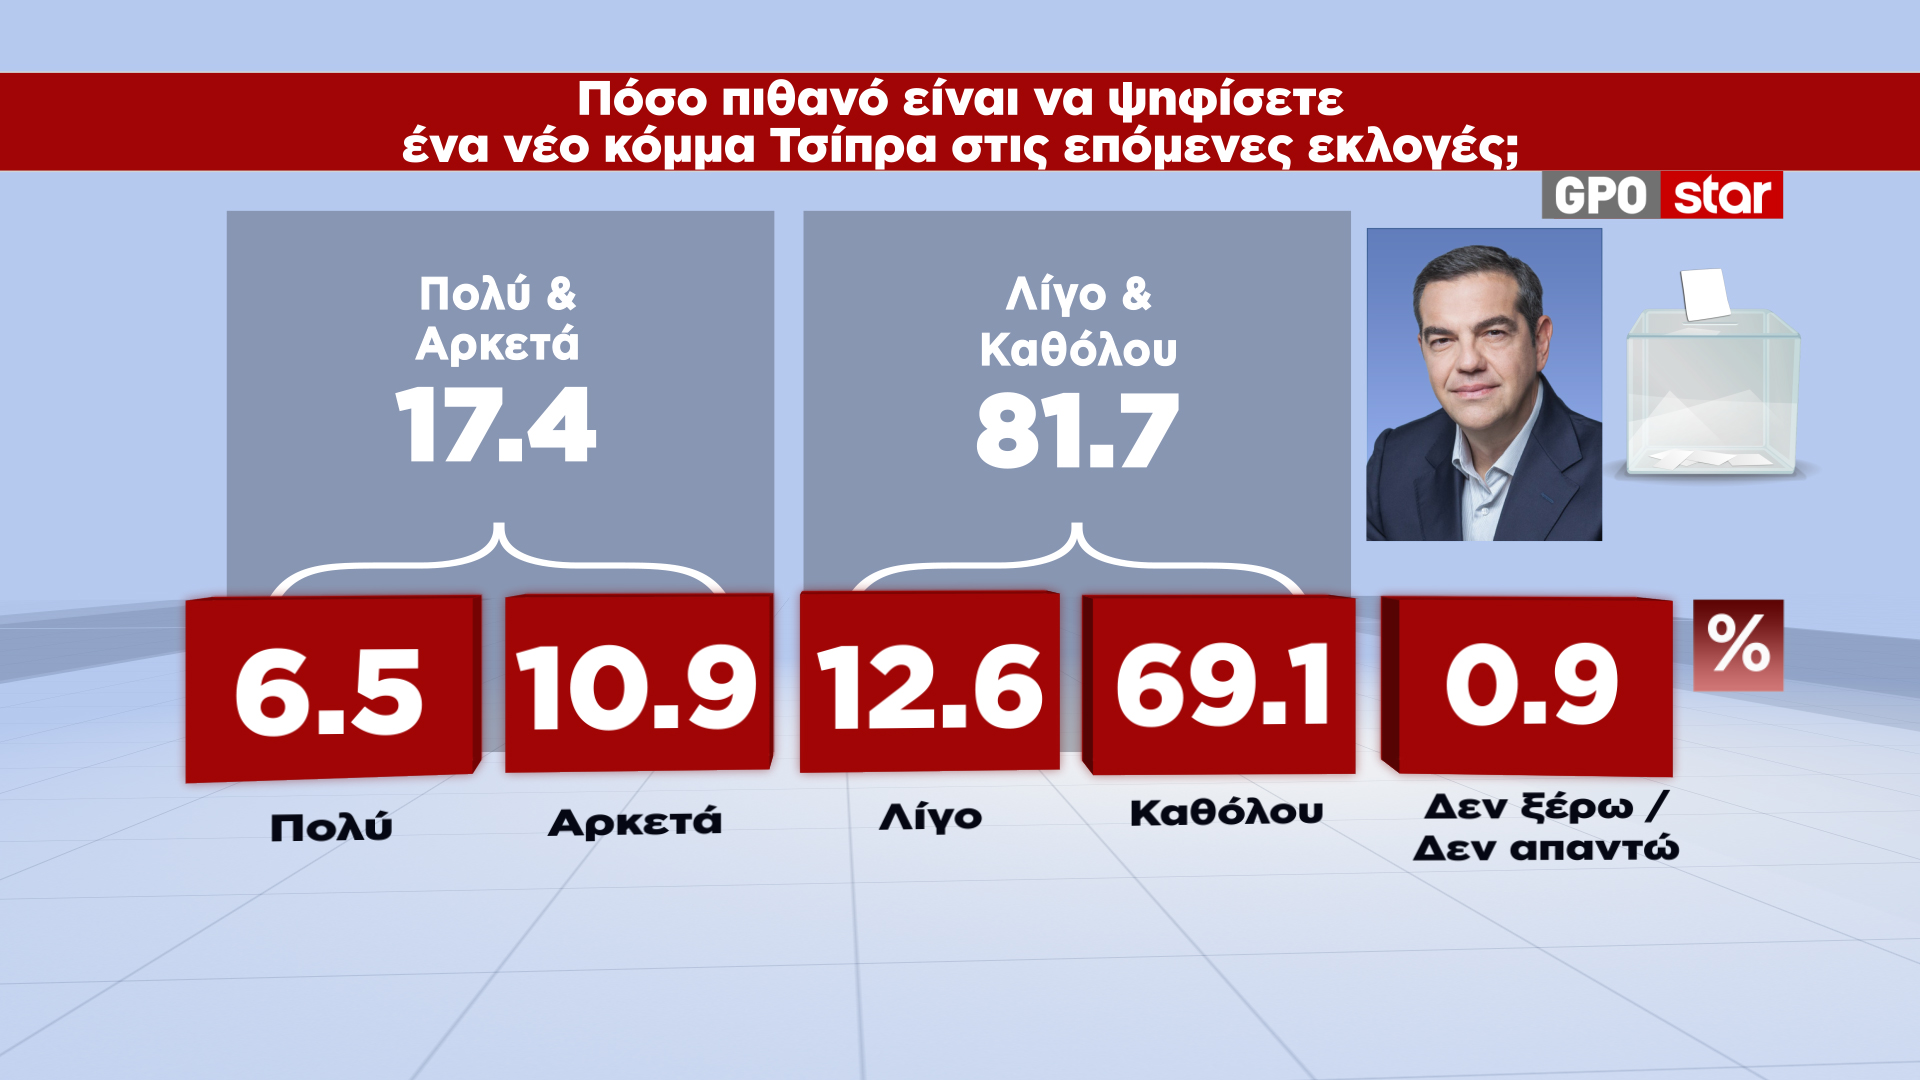 Πόσο πιθανό είναι να ψηφίσετε
ένα νέο κόμμα Τσίπρα στις επόμενες εκλογές;
GPO star
Πολύ &
Αρκετά
17.4
Λίγο &
Καθόλου
81.7
6.5
10.9
12.6
69.1
0.9
%
Πολύ
Αρκετά
Λίγο
Καθόλου
Δεν ξέρω /
Δεν απαντώ